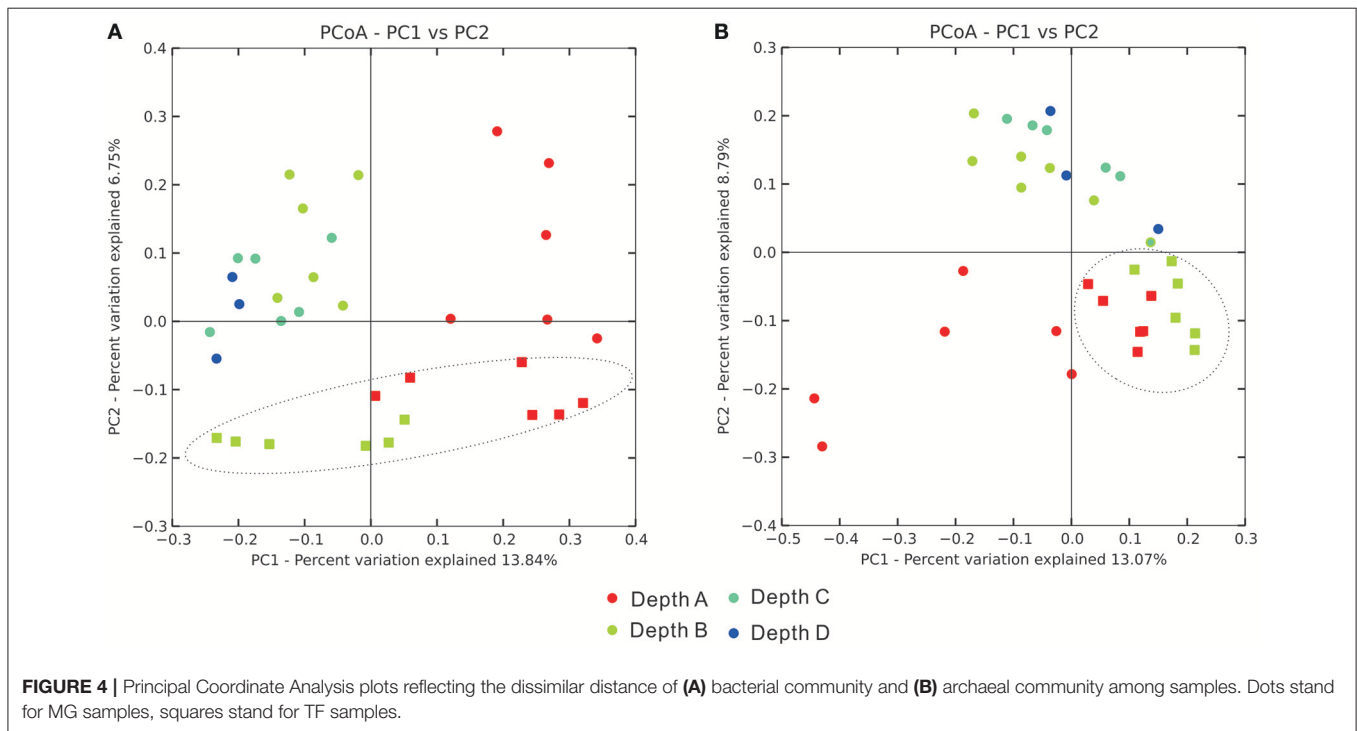 A
PCoA - PC1 vs PC2
0.4
0.3
0.2
0.1
0.0
−0.1
−0.2
−0.3
PC2 - Percent variation explained 6.75%
−0.3 −0.2 −0.1 0.0 0.1 0.2 0.3 0.4
PC1 - Percent variation explained 13.84%
B
PCoA - PC1 vs PC2
0.3
0.2
0.1
0.0
−0.1
−0.2
−0.3
−0.4
PC2 - Percent variation explained 8.79%
−0.5 −0.4 −0.3 −0.2 −0.1 0.0 0.1 0.2 0.3
PC1 - Percent variation explained 13.07%
Depth A Depth C
Depth B Depth D
FIGURE 4 | Principal Coordinate Analysis plots reflecting the dissimilar distance of (A) bacterial community and (B) archaeal community among samples. Dots stand
for MG samples, squares stand for TF samples.